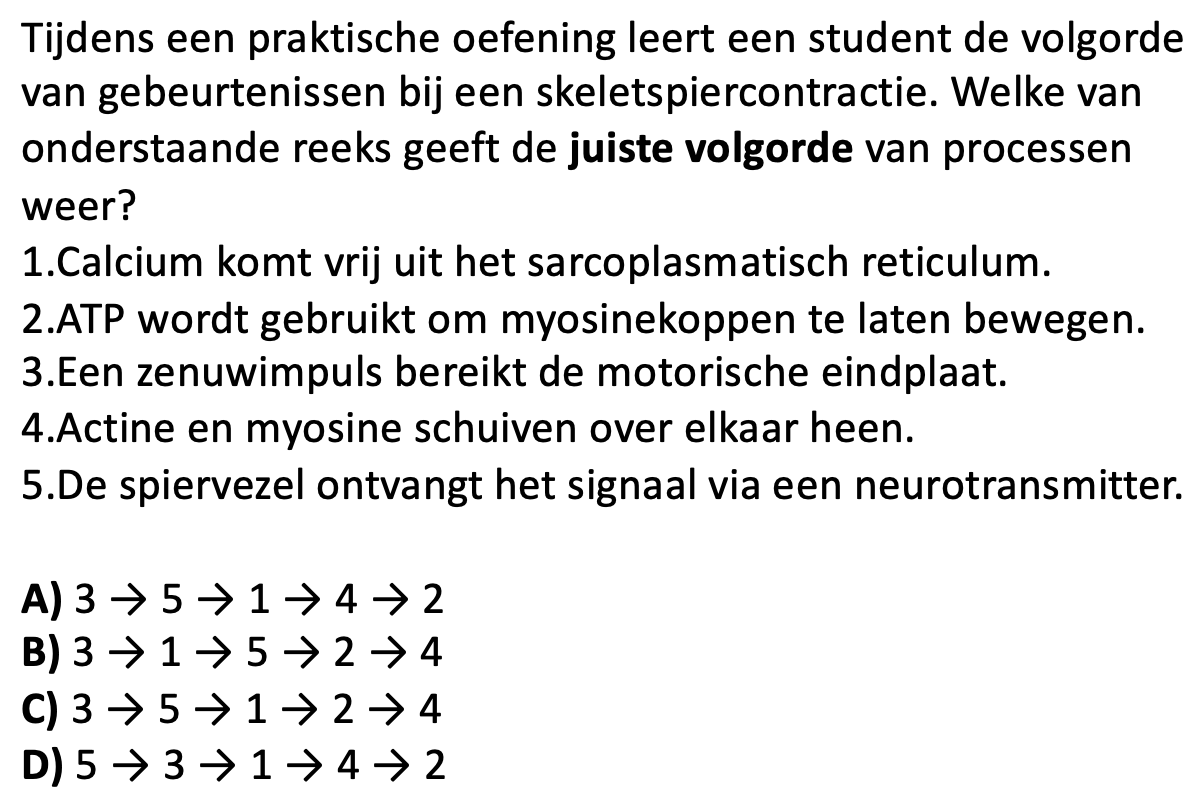 Tijdens een praktische oefening leert een student de volgorde
van gebeurtenissen bij een skeletspiercontractie. Welke van
onderstaande reeks geeft de juiste volgorde van processen
weer?
1.Calcium komt vrij uit het sarcoplasmatisch reticulum.
2.ATP wordt gebruikt om myosinekoppen te laten bewegen.
3.Een zenuwimpuls bereikt de motorische eindplaat.
4.Actine en myosine schuiven over elkaar heen.
5.De spiervezel ontvangt het signaal via een neurotransmitter.
A) 3 → 5 → 1 → 4 → 2
B) 3 → 1 → 5 → 2 → 4
C) 3 → 5 → 1 → 2 → 4
D) 5 → 3 → 1 → 4 → 2